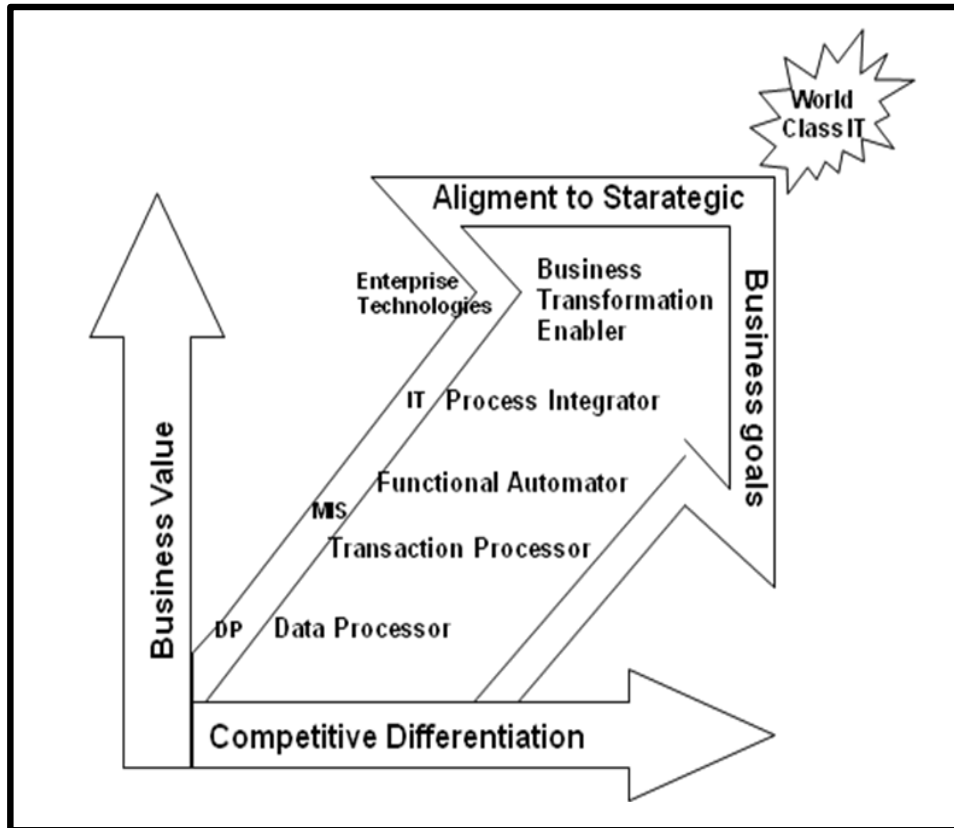 World
Class IT
Aligment to Starategic
Business goals
Enterprise
Technologies
Business
Transformation
Enabler
IT
Process Integrator
Functional Automator
MIS
Transaction Processor
DP
Data Processor
Business Value
Competitive Differentiation